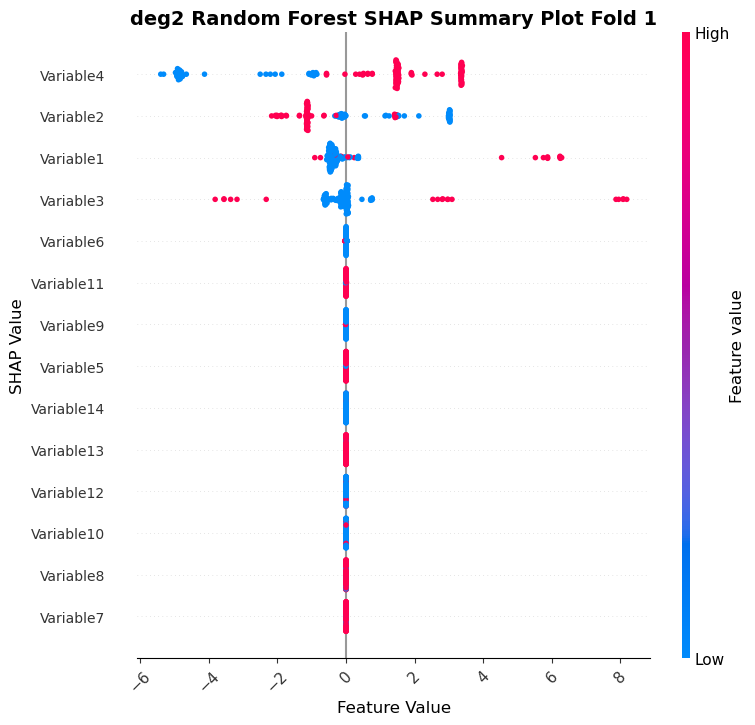 deg2 Random Forest SHAP Summary Plot Fold 1
High
Variable4
Variable2
Variable1
Variable3
Variable6
Variable11
Variable9
Variable5
Variable14
Variable13
Variable12
Variable10
Variable8
Variable7
SHAP Value
Feature value
Low
−6 −4 −2 0 2 4 6 8
Feature Value